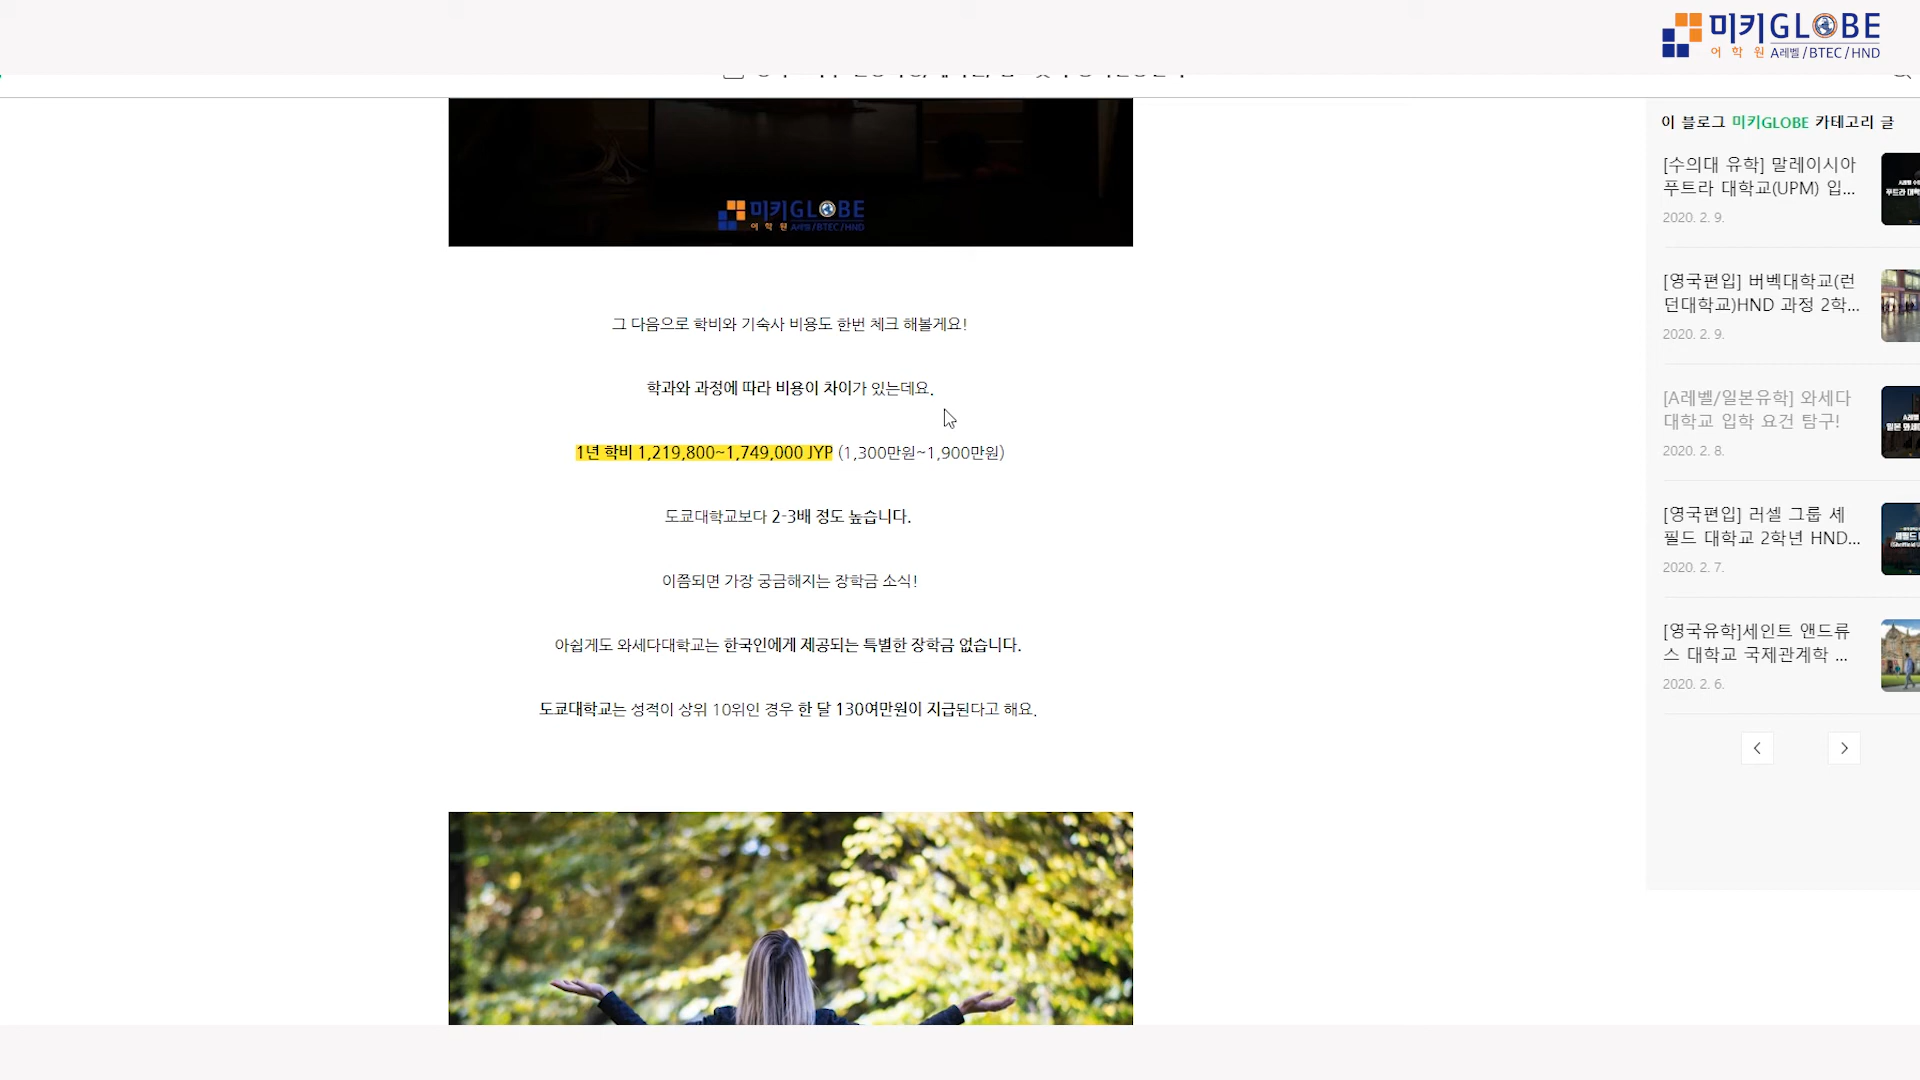 미키GLOBE
어학원 A레벨/BTEC/HND
미키GLOBE
어학원 A레벨/BTEC/HND
그 다음으로 학비와 기숙사 비용도 한번 체크 해볼게요!
학과와 과정에 따라 비용이 차이가 있는데요.
1년 학비 1,219,800~1,749,000 JYP (1,300만원~1,900만원)
도쿄대학교보다 2-3배 정도 높습니다.
이쯤되면 가장 궁금해지는 장학금 소식!
아쉽게도 와세다대학교는 한국인에게 제공되는 특별한 장학금 없습니다.
도쿄대학교는 성적이 상위 10위인 경우 한 달 130여만원이 지급된다고 해요.
이 블로그 미키GLOBE 카테고리 글
[수의대 유학] 말레이시아
푸트라 대학교(UPM) 입...
2020. 2. 9.
[영국편입] 버벡대학교(런
던대학교)HND 과정 2학...
2020. 2. 9.
[A레벨/일본유학] 와세다
대학교 입학 요건 탐구!
2020. 2. 8.
[영국편입] 러셀 그룹 셰
필드 대학교 2학년 HND...
2020. 2. 7.
[영국유학]세인트 앤드류
스 대학교 국제관계학 ...
2020. 2. 6.